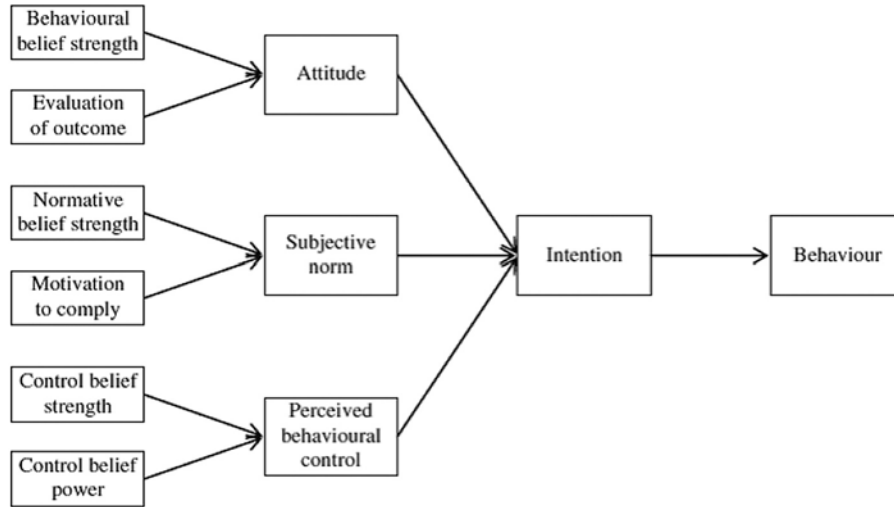 Behavioural
belief strength
Evaluation
of outcome
Attitude
Normative
belief strength
Motivation
to comply
Subjective
norm
Intention
Behaviour
Control belief
strength
Control belief
power
Perceived
behavioural
control